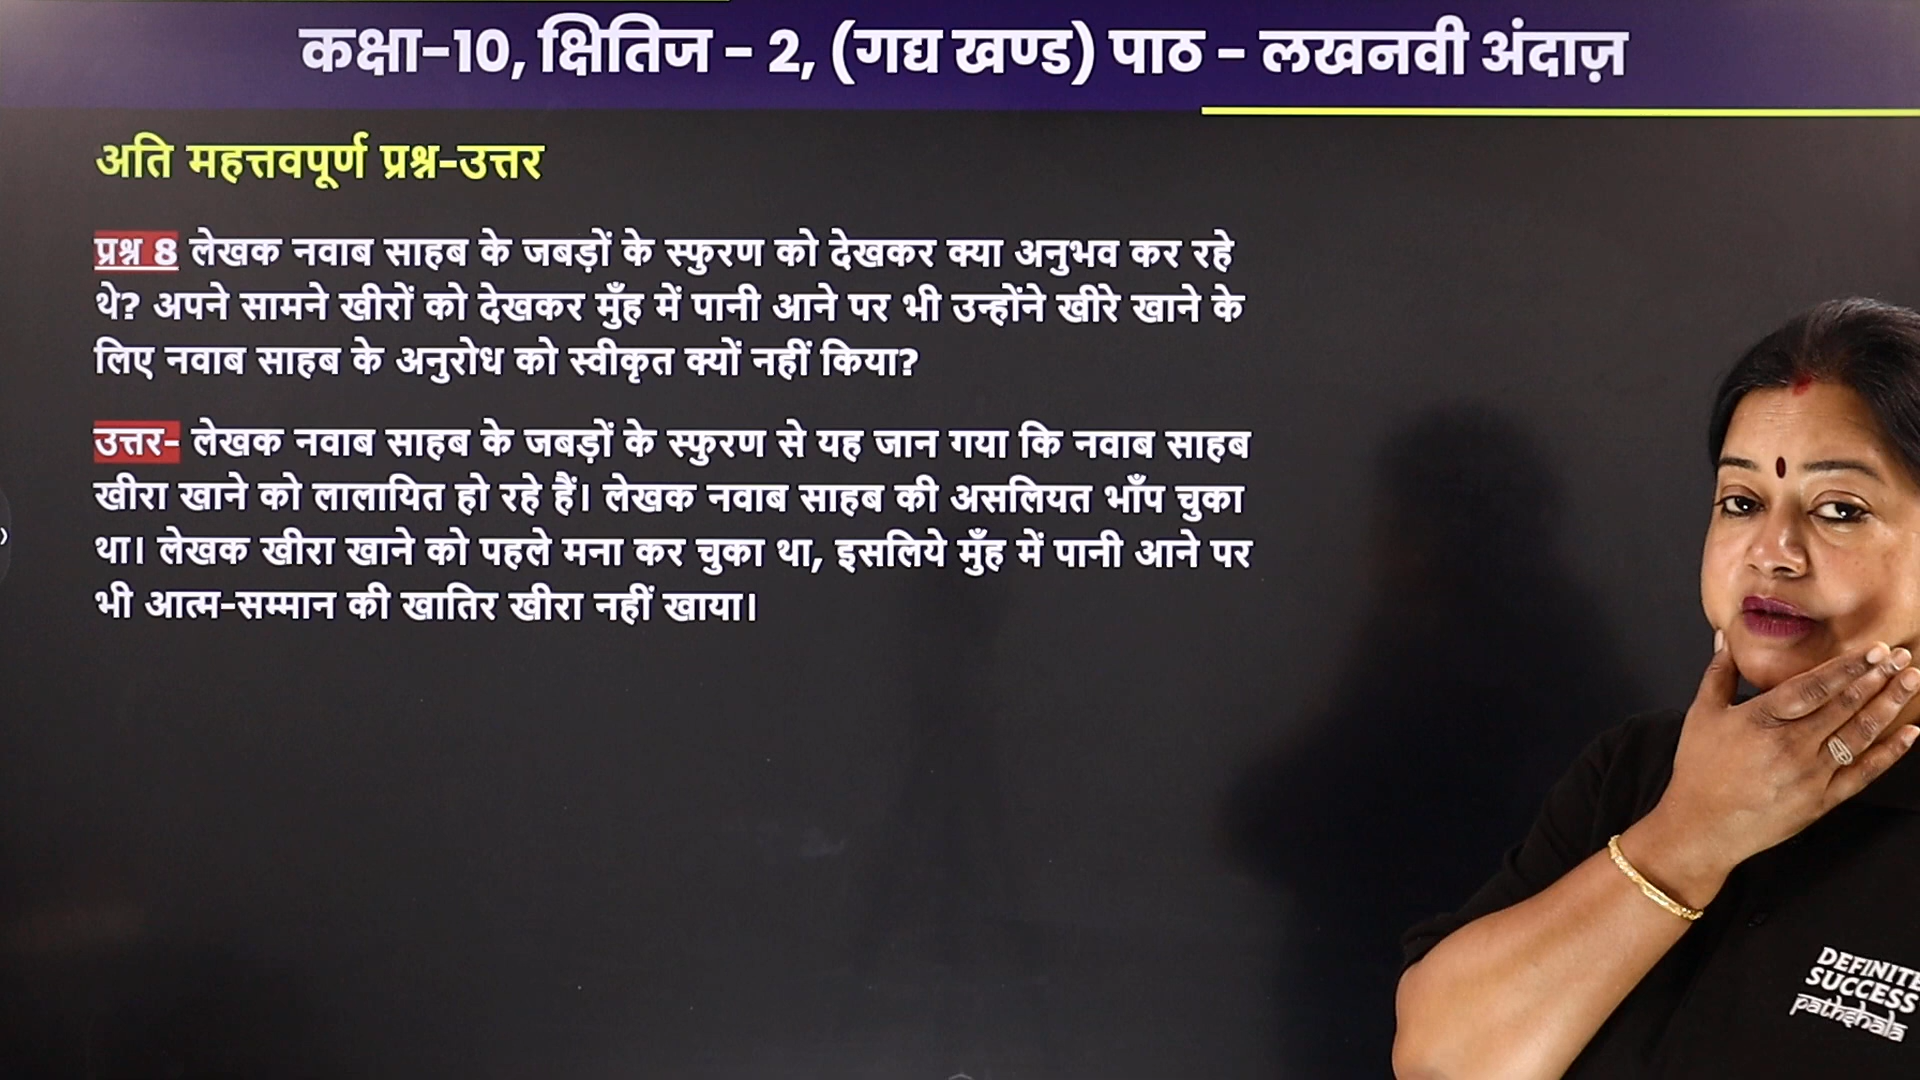 कक्षा-10, क्षितिज - 2, (गद्य खण्ड) पाठ - लखनवी अंदाज़
अति महत्तवपूर्ण प्रश्न-उत्तर
प्रश्न 8 लेखक नवाब साहब के जबड़ों के स्फुरण को देखकर क्या अनुभव कर रहे
थे? अपने सामने खीरों को देखकर मुँह में पानी आने पर भी उन्होंने खीरे खाने के
लिए नवाब साहब के अनुरोध को स्वीकृत क्यों नहीं किया?
उत्तर- लेखक नवाब साहब के जबड़ों के स्फुरण से यह जान गया कि नवाब साहब
खीरा खाने को लालायित हो रहे हैं। लेखक नवाब साहब की असलियत भाँप चुका
था। लेखक खीरा खाने को पहले मना कर चुका था, इसलिये मुँह में पानी आने पर
भी आत्म-सम्मान की खातिर खीरा नहीं खाया।
DEFINITE
SUCCESS
pathshala